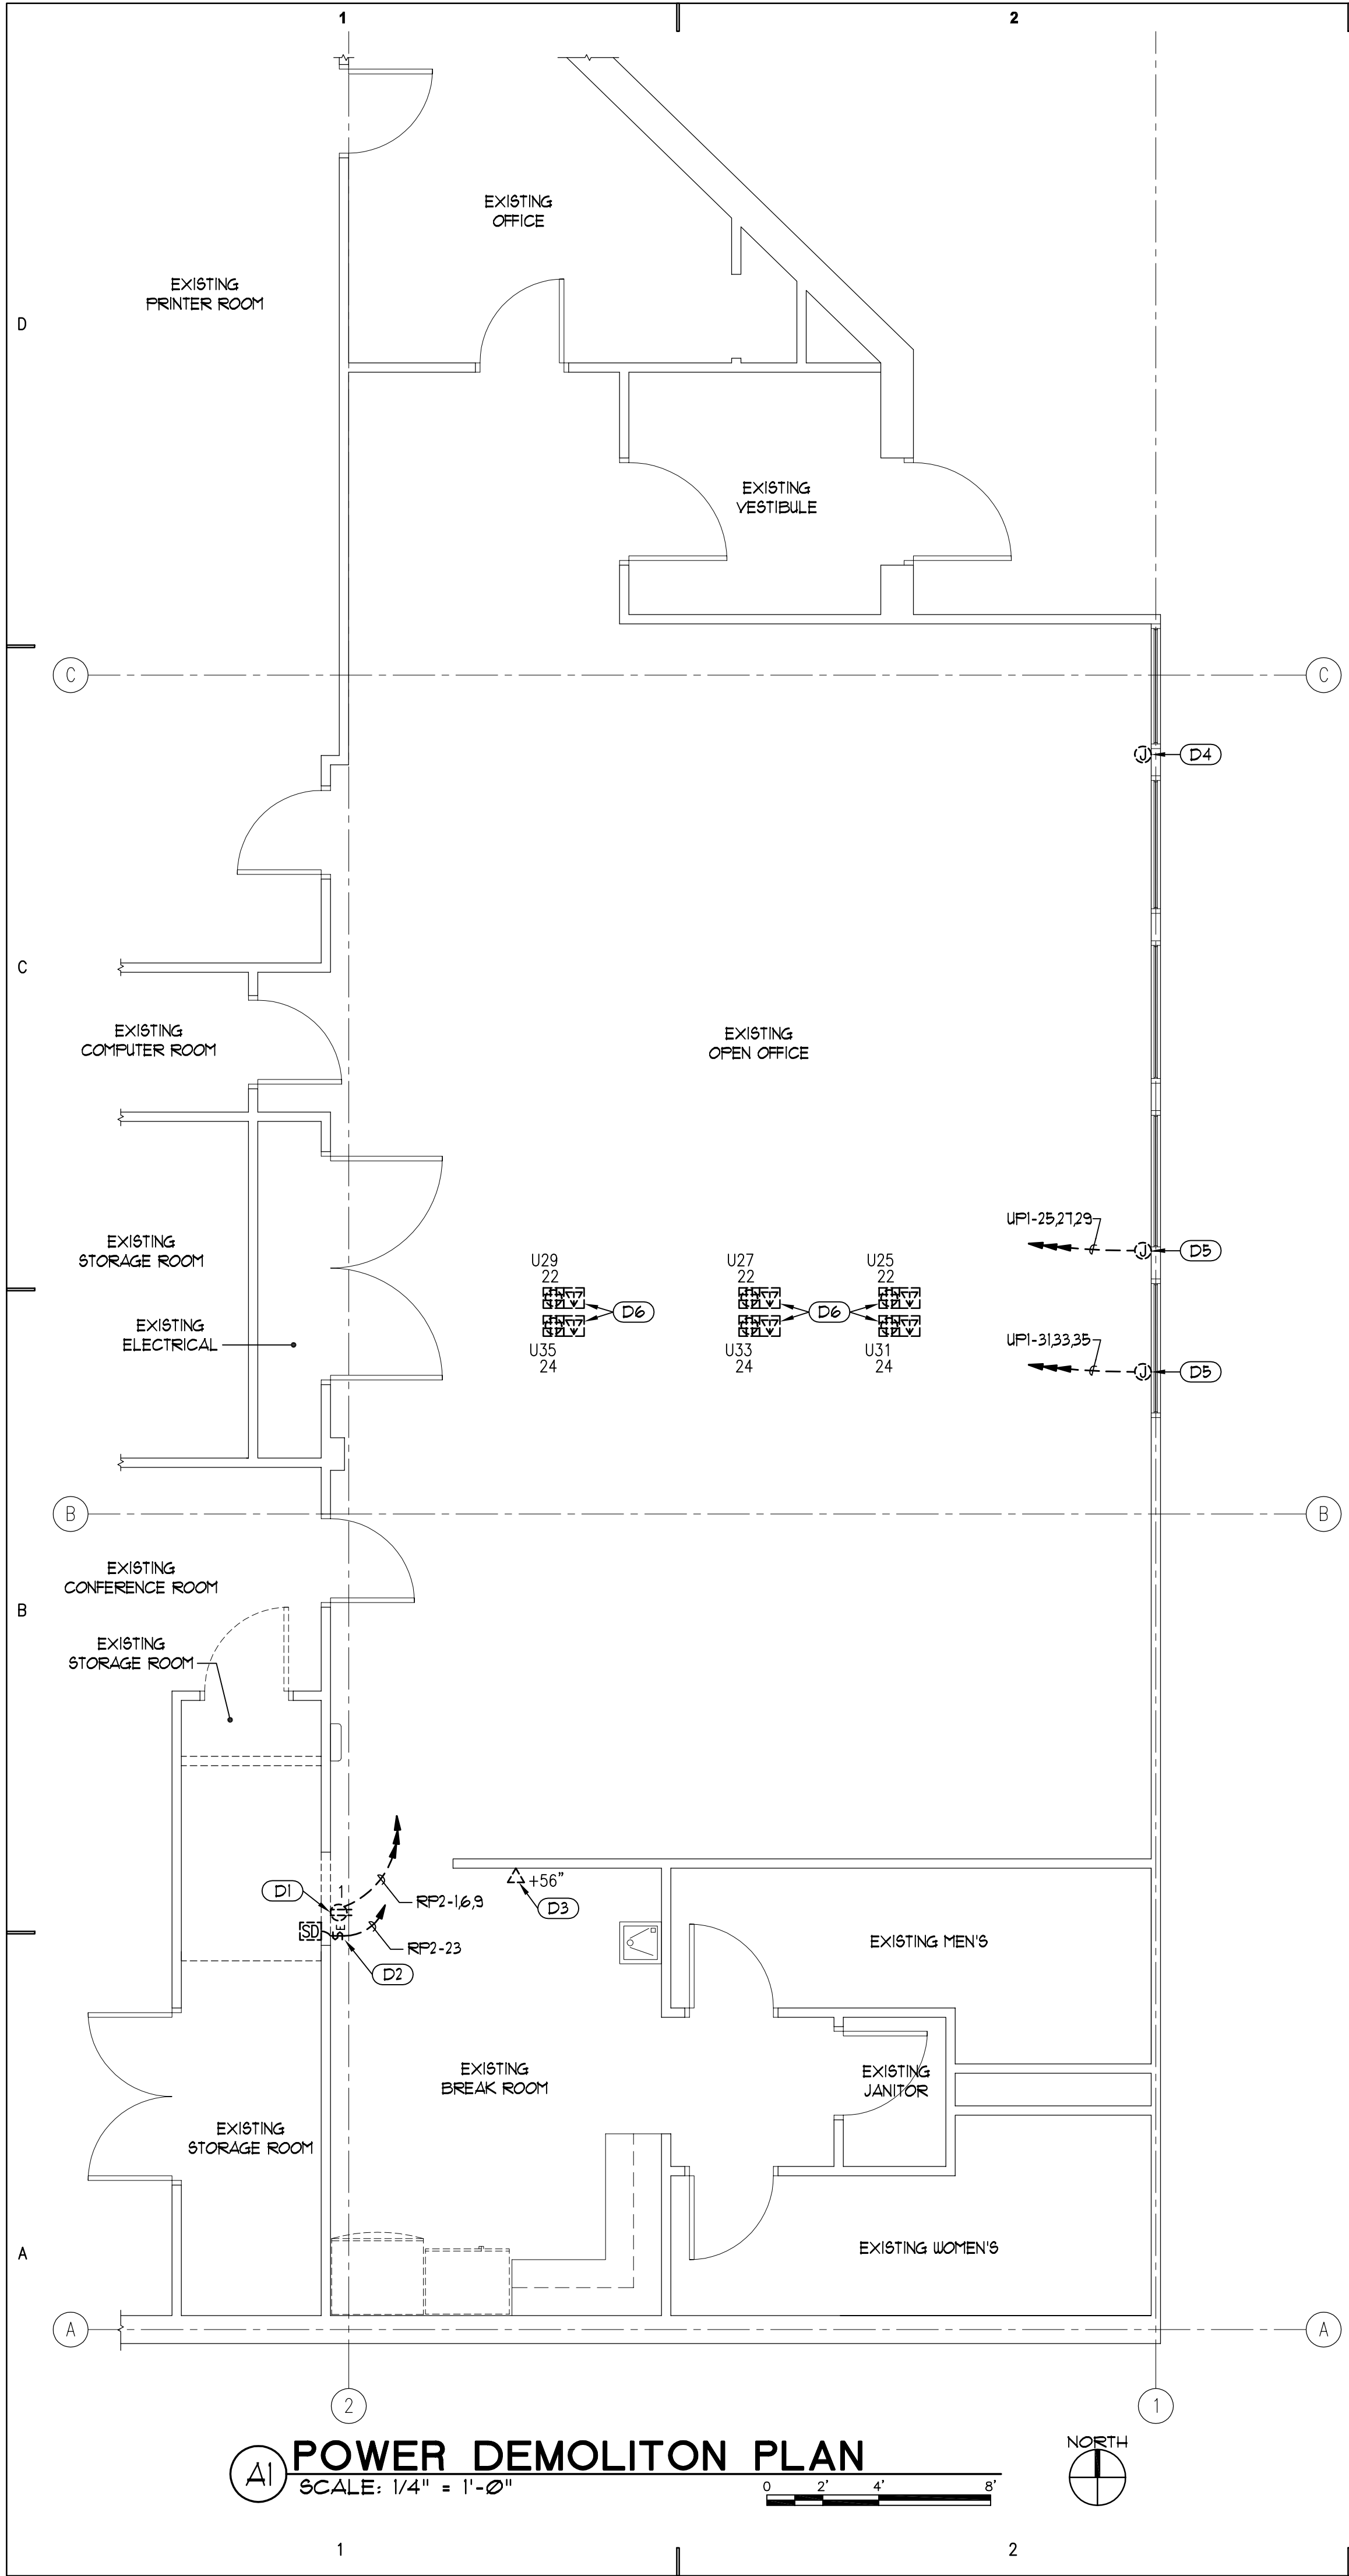 1
2
EXISTING
OFFICE
EXISTING
PRINTER ROOM
D
EXISTING
VESTIBULE
C
C
J
D4
C
EXISTING
COMPUTER ROOM
EXISTING
OPEN OFFICE
UP1-25,27,29
EXISTING
STORAGE ROOM
J
D5
U29
22
U27
22
U25
22
D6
D6
EXISTING
ELECTRICAL
U35
24
U33
24
U31
24
UP1-31,33,35
J
D5
B
B
EXISTING
CONFERENCE ROOM
B
EXISTING
STORAGE ROOM
+56"
D1
1
RP2-1,6,9
D3
SD
SE
RP2-23
D2
EXISTING MEN'S
EXISTING
BREAK ROOM
EXISTING
JANITOR
EXISTING
STORAGE ROOM
EXISTING WOMEN'S
A
A
A
2
1
A1
POWER DEMOLITON PLAN
SCALE: 1/4" = 1'-0"
0 2' 4' 8'
NORTH
1
2